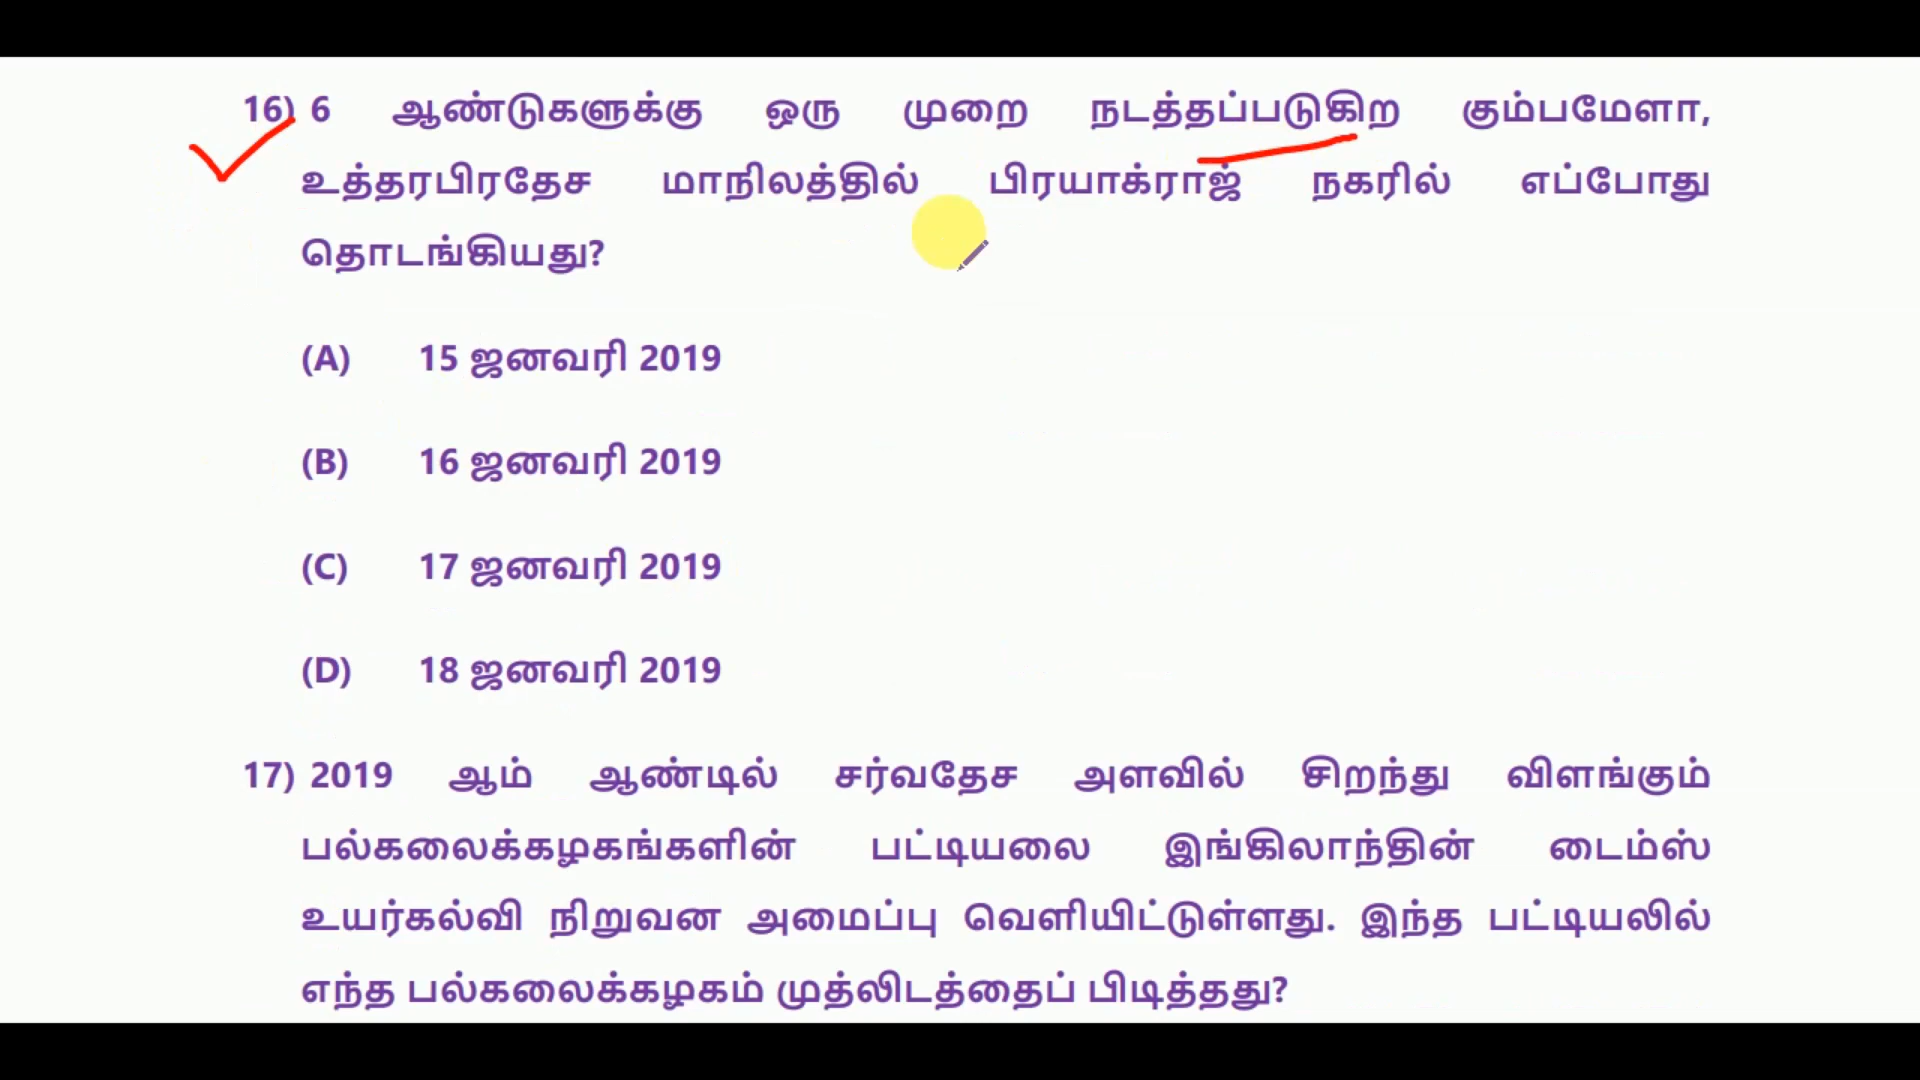 16) 6 ஆண்டுகளுக்கு ஒரு முறை நடத்தப்படுகிற கும்பமேளா,
உத்தரபிரதேச மாநிலத்தில் பிரயாக்ராஜ் நகரில் எப்போது
தொடங்கியது?
(A) 15 ஜனவரி 2019
(B) 16 ஜனவரி 2019
(C) 17 ஜனவரி 2019
(D) 18 ஜனவரி 2019
17) 2019 ஆம் ஆண்டில் சர்வதேச அளவில் சிறந்து விளங்கும்
பல்கலைக்கழகங்களின் பட்டியலை இங்கிலாந்தின் டைம்ஸ்
உயர்கல்வி நிறுவன அமைப்பு வெளியிட்டுள்ளது. இந்த பட்டியலில்
எந்த பல்கலைக்கழகம் முத்லிடத்தைப் பிடித்தது?